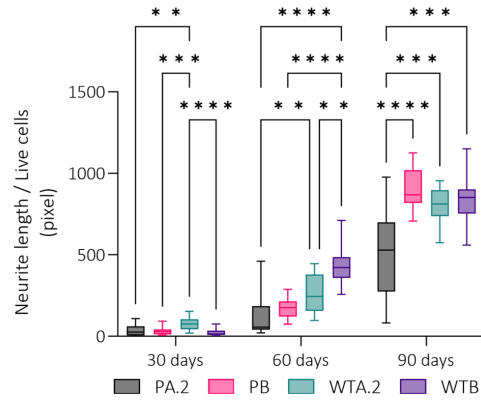 ** **** ***
*** **** ***
**** ** ** ****
Neurite length / Live cells
(pixel)
1500
1000
500
0
30 days 60 days 90 days
PA.2 PB WTA.2 WTB